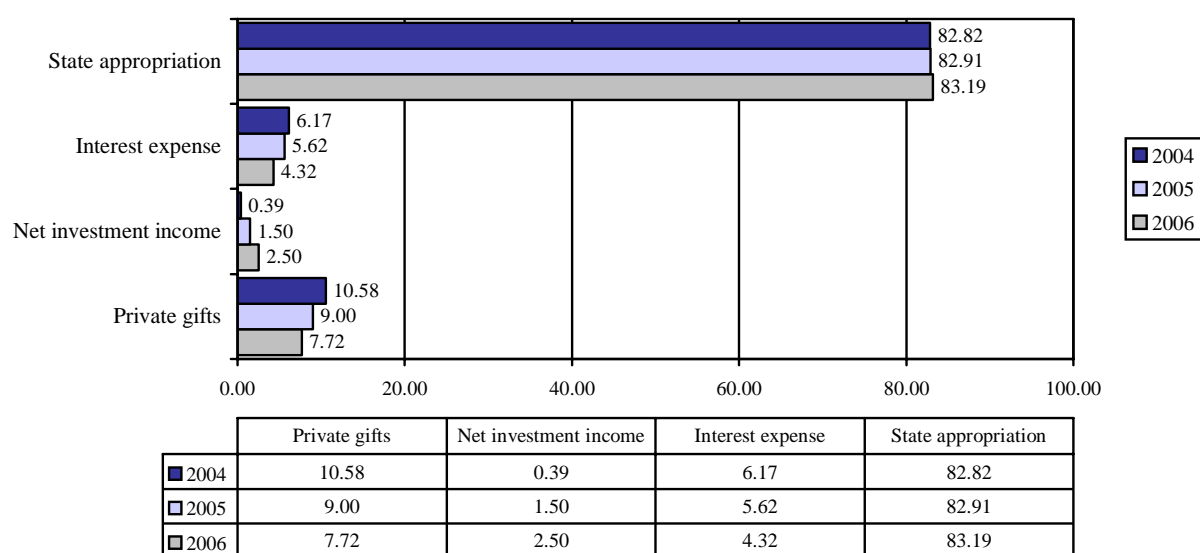 State appropriation
82.82
82.91
83.19
Interest expense
6.17
5.62
4.32
Net investment income
0.39
1.50
2.50
Private gifts
10.58
9.00
7.72
0.00 20.00 40.00 60.00 80.00 100.00
2004
2005
2006
Private gifts Net investment income Interest expense State appropriation
2004 10.58 0.39 6.17 82.82
2005 9.00 1.50 5.62 82.91
2006 7.72 2.50 4.32 83.19